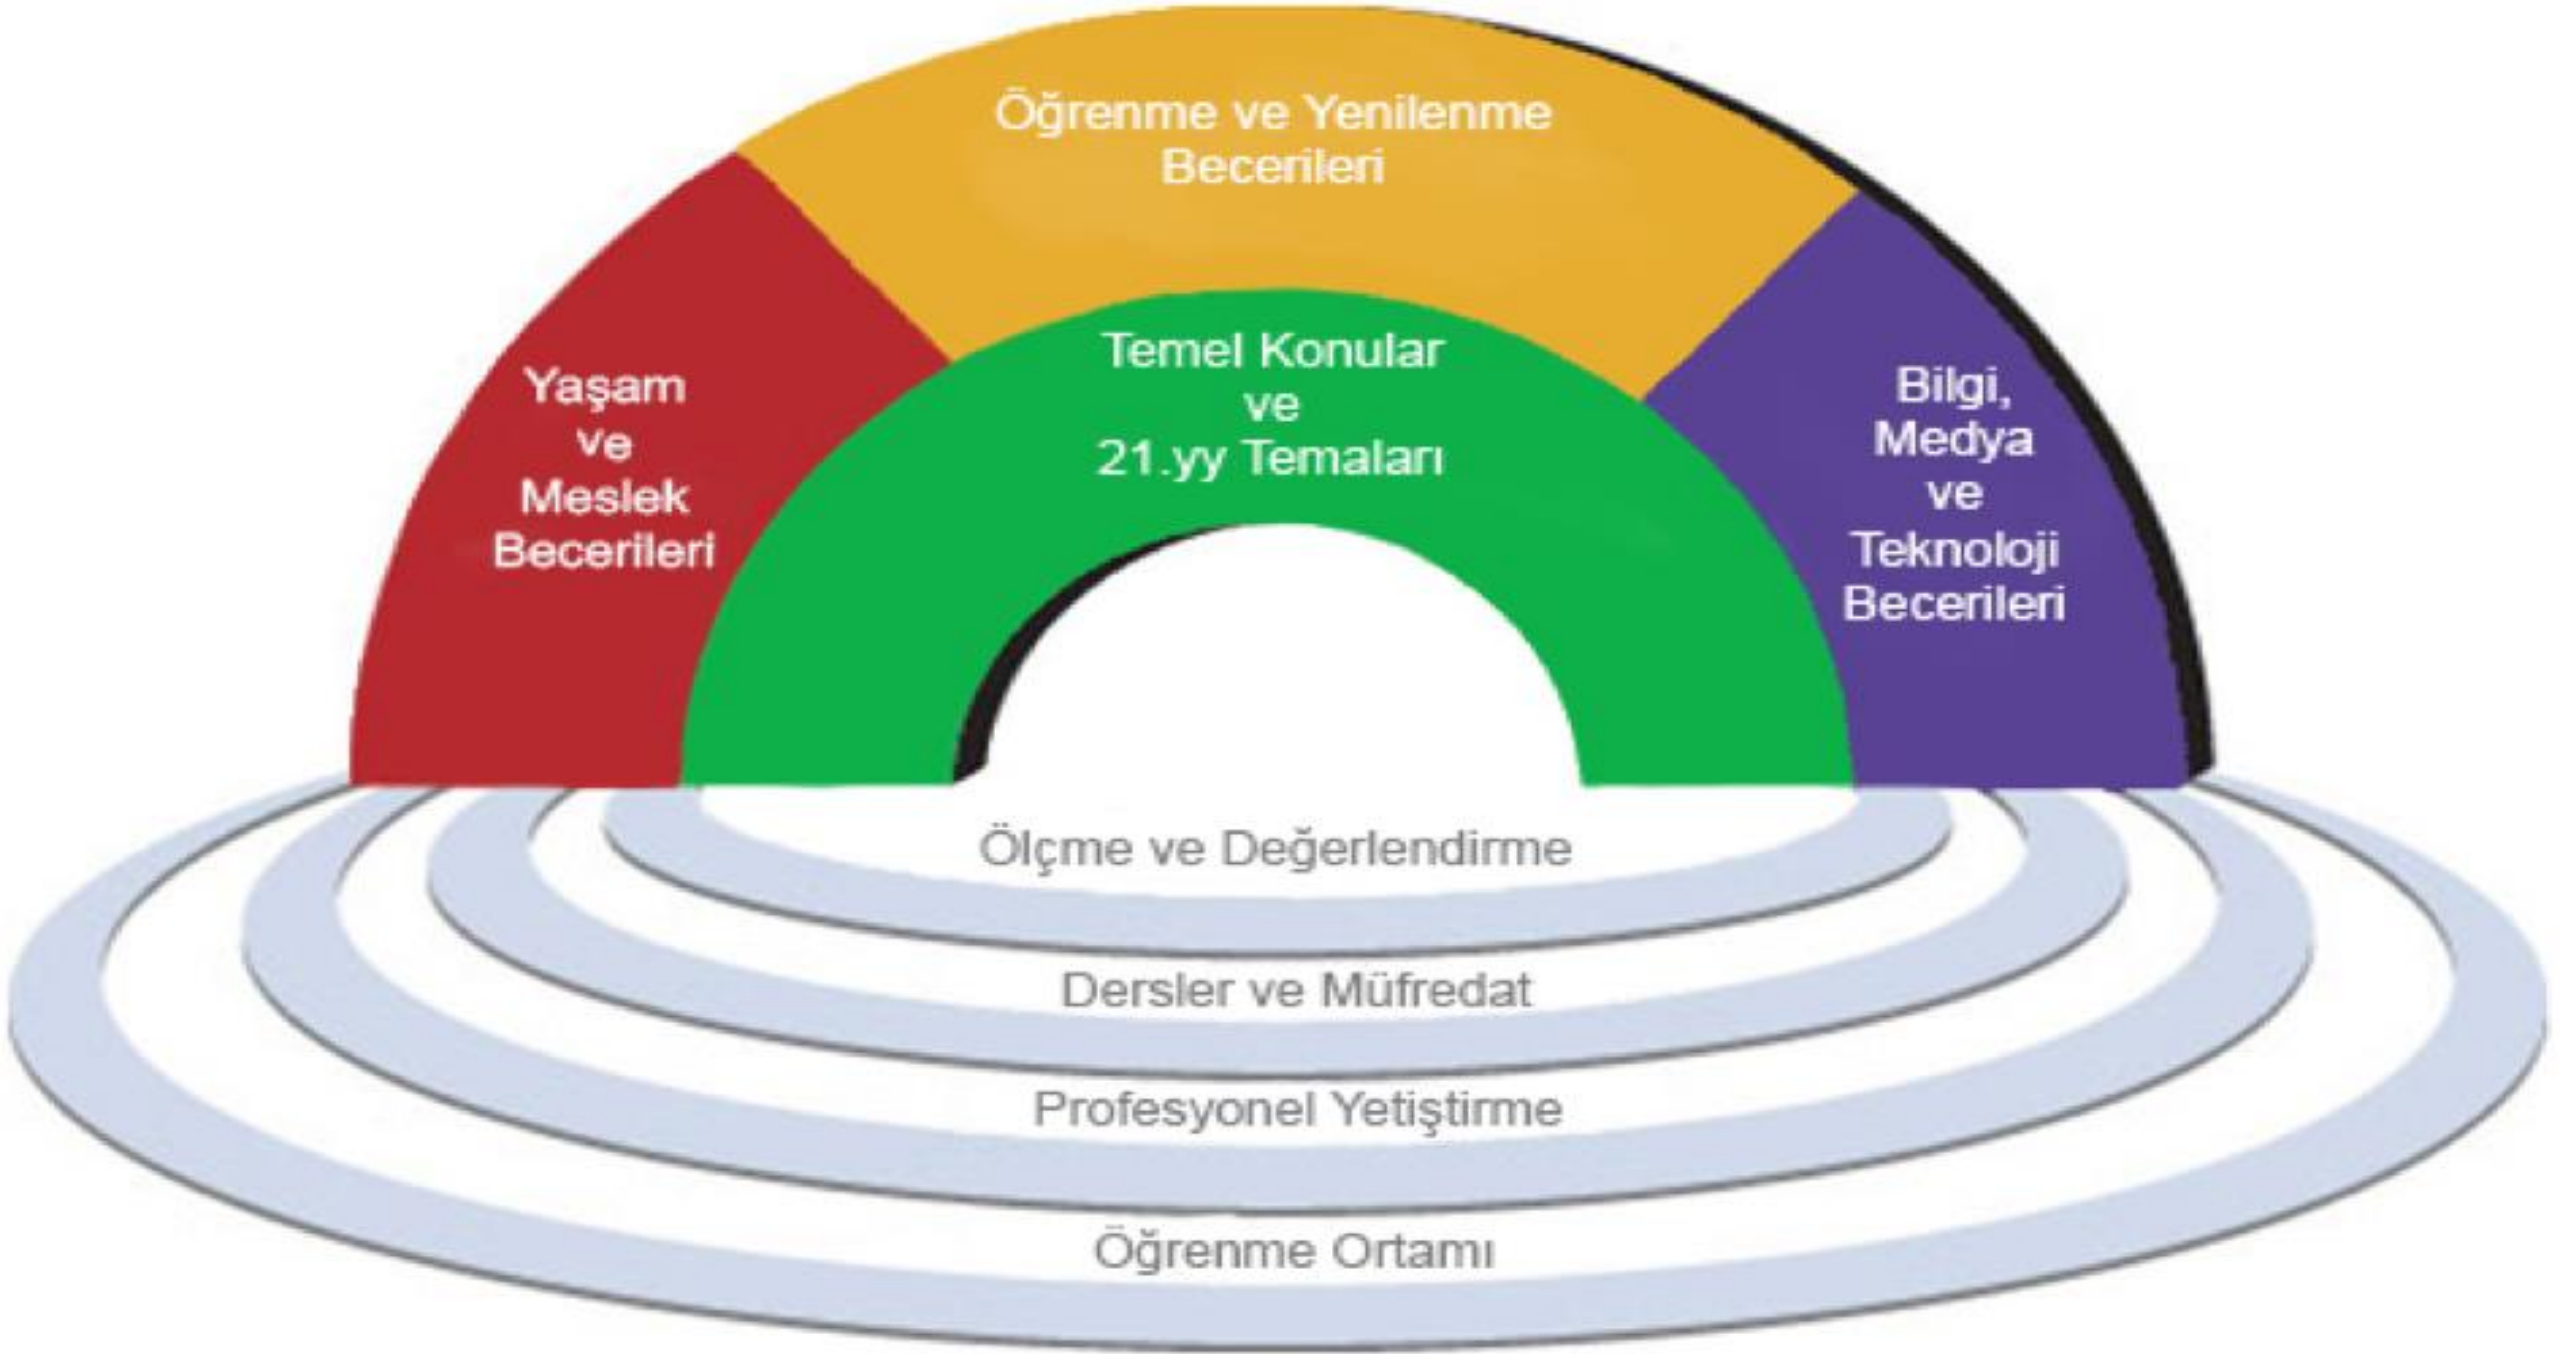 Öğrenme ve Yenilenme
Becerileri
Yaşam
ve
Meslek
Becerileri
Temel Konular
ve
21.yy Temaları
Bilgi,
Medya
ve
Teknoloji
Becerileri
Ölçme ve Değerlendirme
Dersler ve Müfredat
Profesyonel Yetiştirme
Öğrenme Ortamı